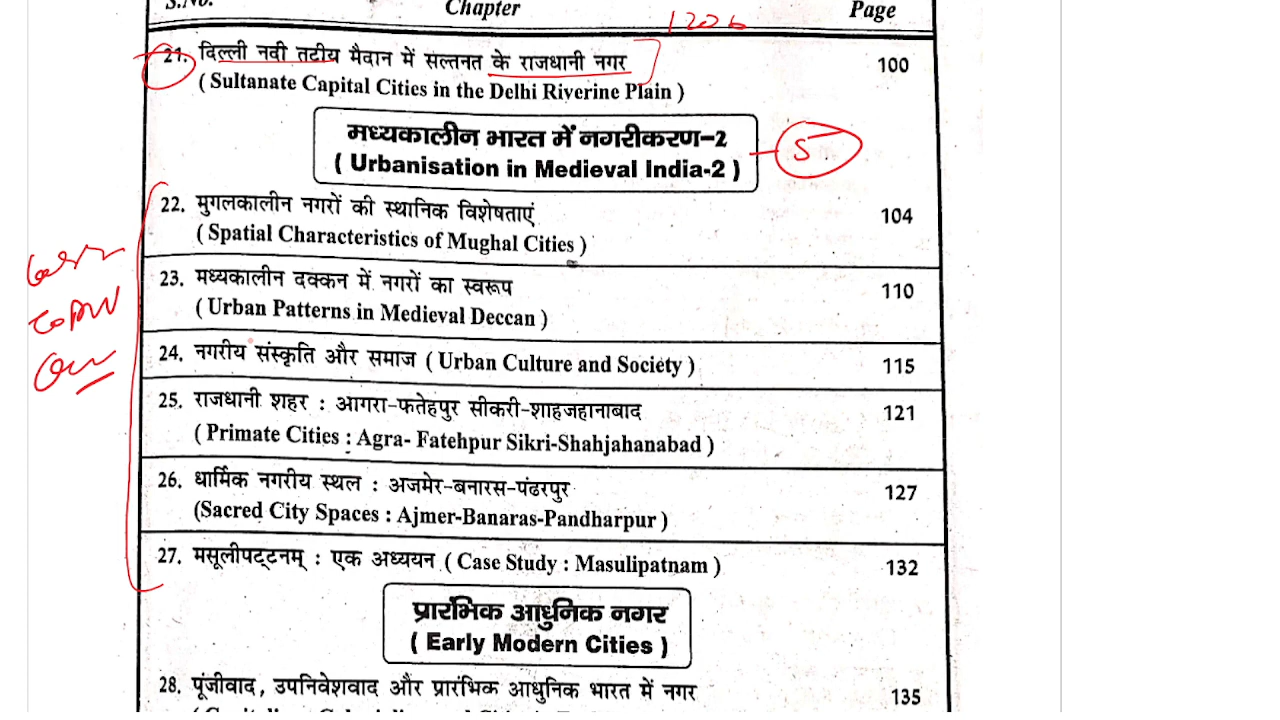 S.No. Chapter Page
1206
21. दिल्ली नदी तटीय मैदान में सल्तनत के राजधानी नगर 100
( Sultanate Capital Cities in the Delhi Riverine Plain )
मध्यकालीन भारत में नगरीकरण-2
( Urbanisation in Medieval India-2 )
5
22. मुगलकालीन नगरों की स्थानिक विशेषताएं 104
( Spatial Characteristics of Mughal Cities )
23. मध्यकालीन दक्कन में नगरों का स्वरूप 110
( Urban Patterns in Medieval Deccan )
24. नगरीय संस्कृति और समाज ( Urban Culture and Society ) 115
25. राजधानी शहर : आगरा-फतेहपुर सीकरी-शाहजहानाबाद 121
( Primate Cities : Agra- Fatehpur Sikri-Shahjahanabad )
26. धार्मिक नगरीय स्थल : अजमेर-बनारस-पंढरपुर 127
(Sacred City Spaces : Ajmer-Banaras-Pandharpur )
27. मसूलीपट्टनम् : एक अध्ययन ( Case Study : Masulipatnam ) 132
प्रारंभिक आधुनिक नगर
( Early Modern Cities )
28. पूंजीवाद, उपनिवेशवाद और प्रारंभिक आधुनिक भारत में नगर 135